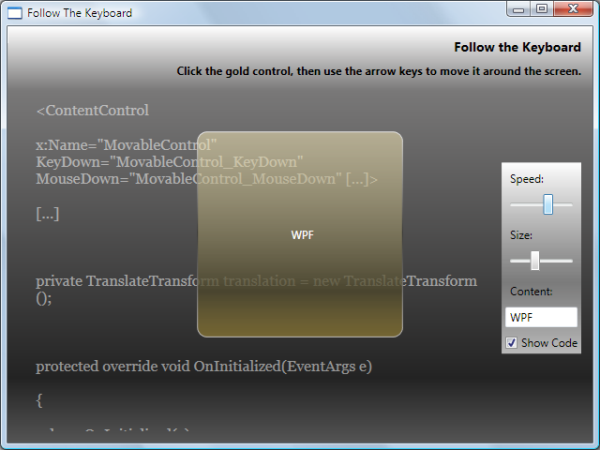 Follow The Keyboard
Follow the Keyboard
Click the gold control, then use the arrow keys to move it around the screen.
<ContentControl
x:Name="MovableControl"
KeyDown="MovableControl_KeyDown"
MouseDown="MovableControl_MouseDown" [...]>
[...]
WPF
private TranslateTransform translation = new TranslateTransform
();
protected override void OnInitialized(EventArgs e)
{
Speed:
Size:
Content:
WPF
Show Code